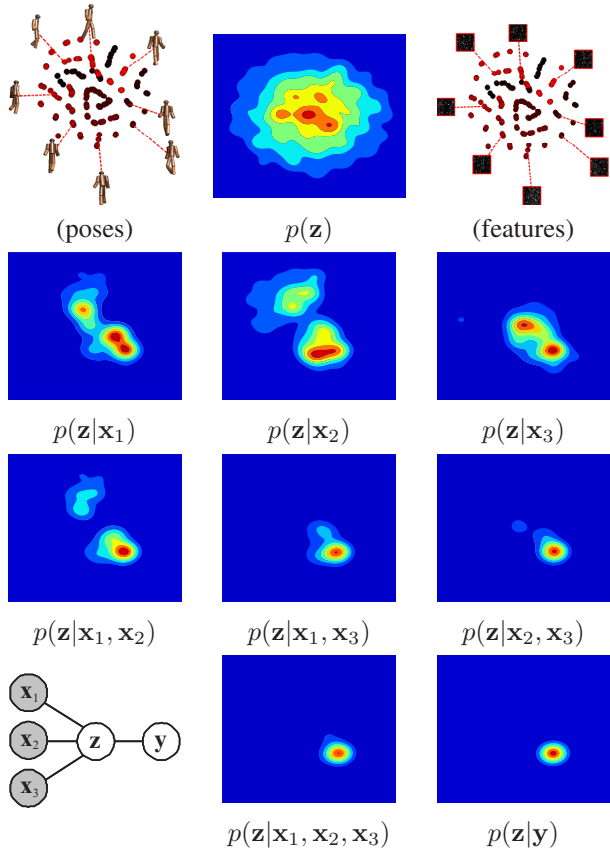 (poses) p(z) (features)
p(z|x₁) p(z|x₂) p(z|x₃)
p(z|x₁, x₂) p(z|x₁, x₃) p(z|x₂, x₃)
x₁
x₂ z y
x₃
p(z|x₁, x₂, x₃) p(z|y)